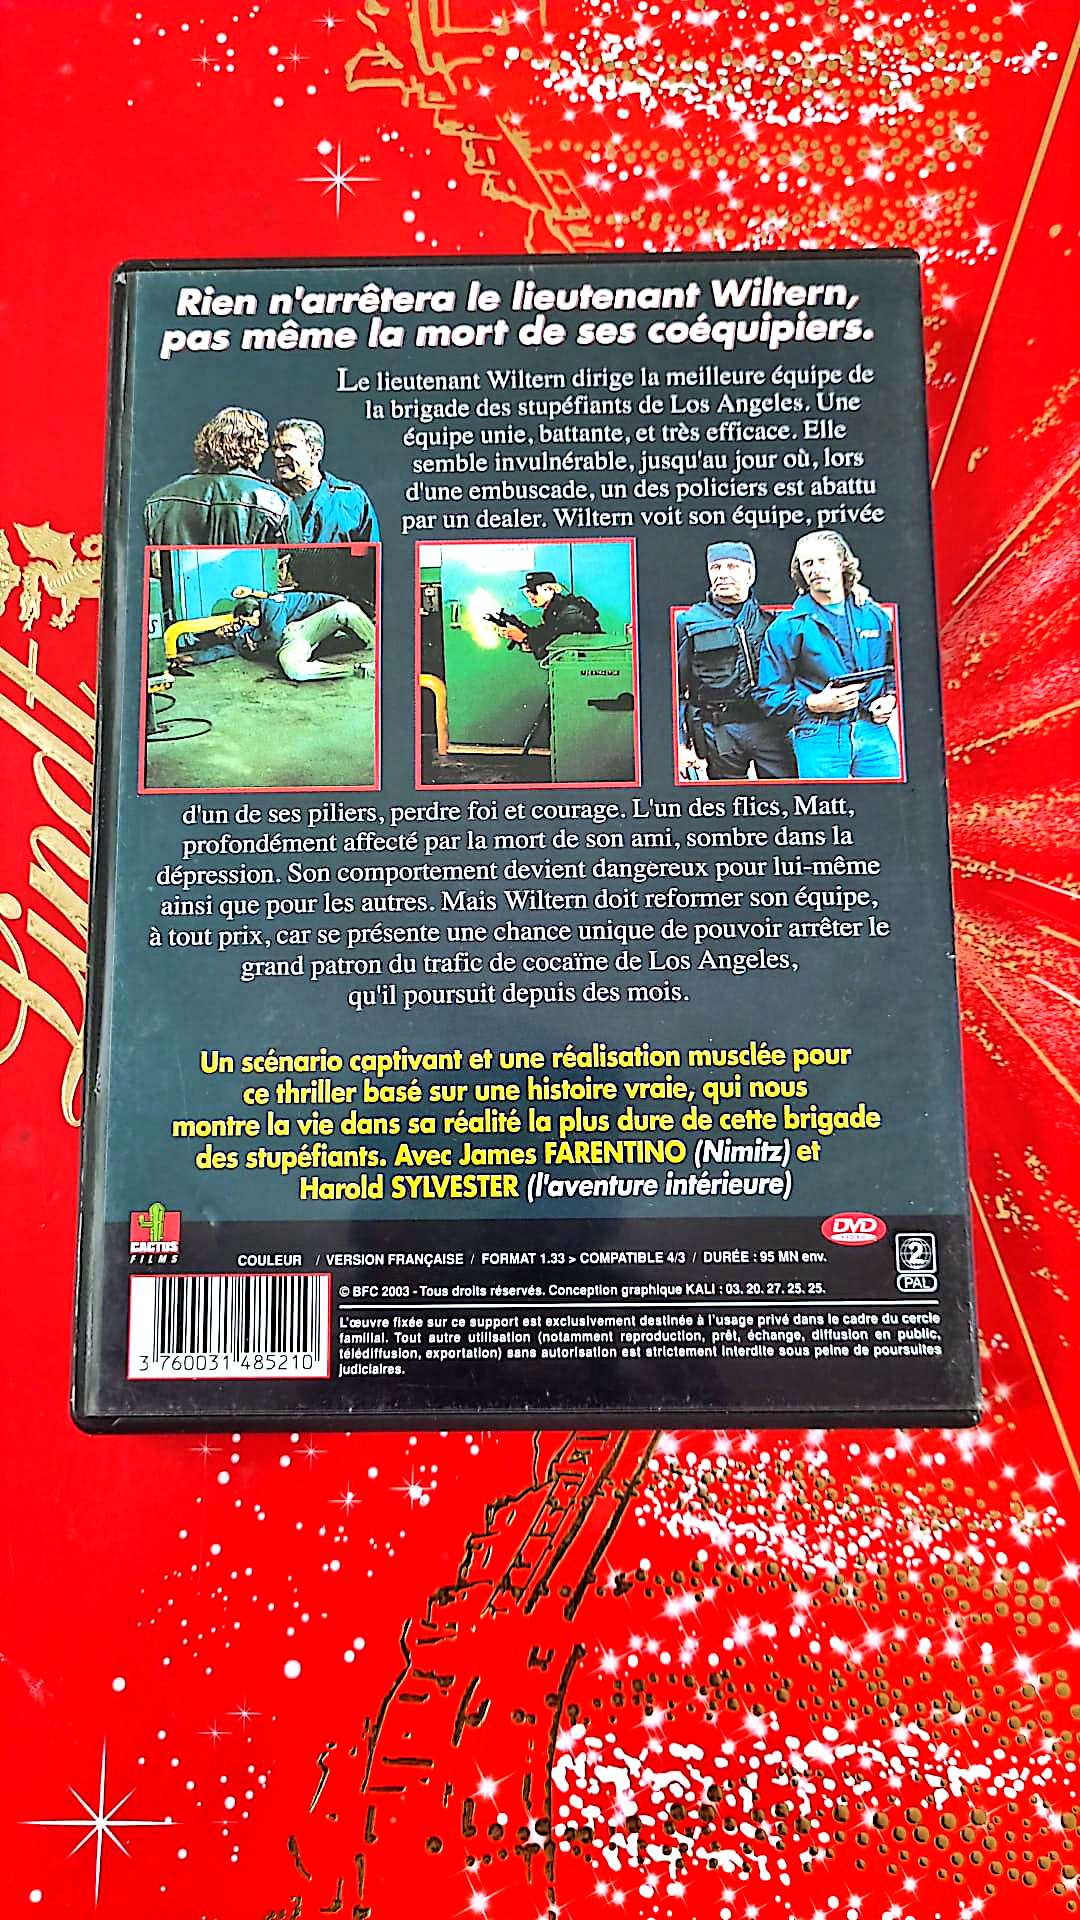 Rien n'arrêtera le lieutenant Wiltern,
pas même la mort de ses coéquipiers.
Le lieutenant Wiltern dirige la meilleure équipe de
la brigade des stupéfiants de Los Angeles. Une
équipe unie, battante, et très efficace. Elle
semble invulnérable, jusqu'au jour où, lors
d'une embuscade, un des policiers est abattu
par un dealer. Wiltern voit son équipe, privée
d'un de ses piliers, perdre foi et courage. L'un des flics, Matt,
profondément affecté par la mort de son ami, sombre dans la
dépression. Son comportement devient dangereux pour lui-même
ainsi que pour les autres. Mais Wiltern doit reformer son équipe,
à tout prix, car se présente une chance unique de pouvoir arrêter le
grand patron du trafic de cocaïne de Los Angeles,
qu'il poursuit depuis des mois.
Un scénario captivant et une réalisation musclée pour
ce thriller basé sur une histoire vraie, qui nous
montre la vie dans sa réalité la plus dure de cette brigade
des stupéfiants. Avec James FARENTINO (Nimitz) et
Harold SYLVESTER (l'aventure intérieure)
CACTUS
FILMS
COULEUR / VERSION FRANÇAISE / FORMAT 1.33 > COMPATIBLE 4/3 / DURÉE : 95 MN env.
DVD
VIDEO
2
PAL
© BFC 2003 - Tous droits réservés. Conception graphique KALI : 03. 20. 27. 25. 25.
L'œuvre fixée sur ce support est exclusivement destinée à l'usage privé dans le cadre du cercle
familial. Tout autre utilisation (notamment reproduction, prêt, échange, diffusion en public,
télédiffusion, exportation) sans autorisation est strictement interdite sous peine de poursuites
judiciaires.
3 760031 485210
Lindt